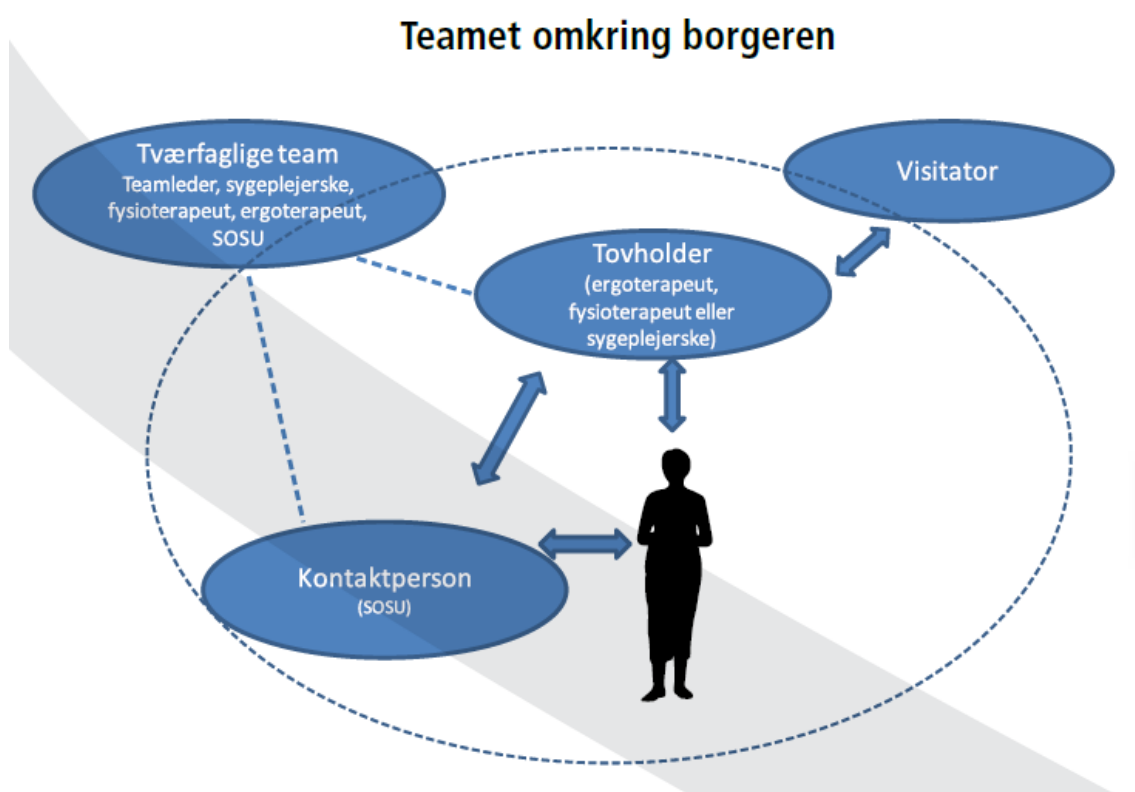 Teamet omkring borgeren
Tværfaglige team
Teamleder, sygeplejerske,
fysioterapeut, ergoterapeut,
SOSU
Visitator
Tovholder
(ergoterapeut,
fysioterapeut eller
sygeplejerske)
Kontaktperson
(SOSU)